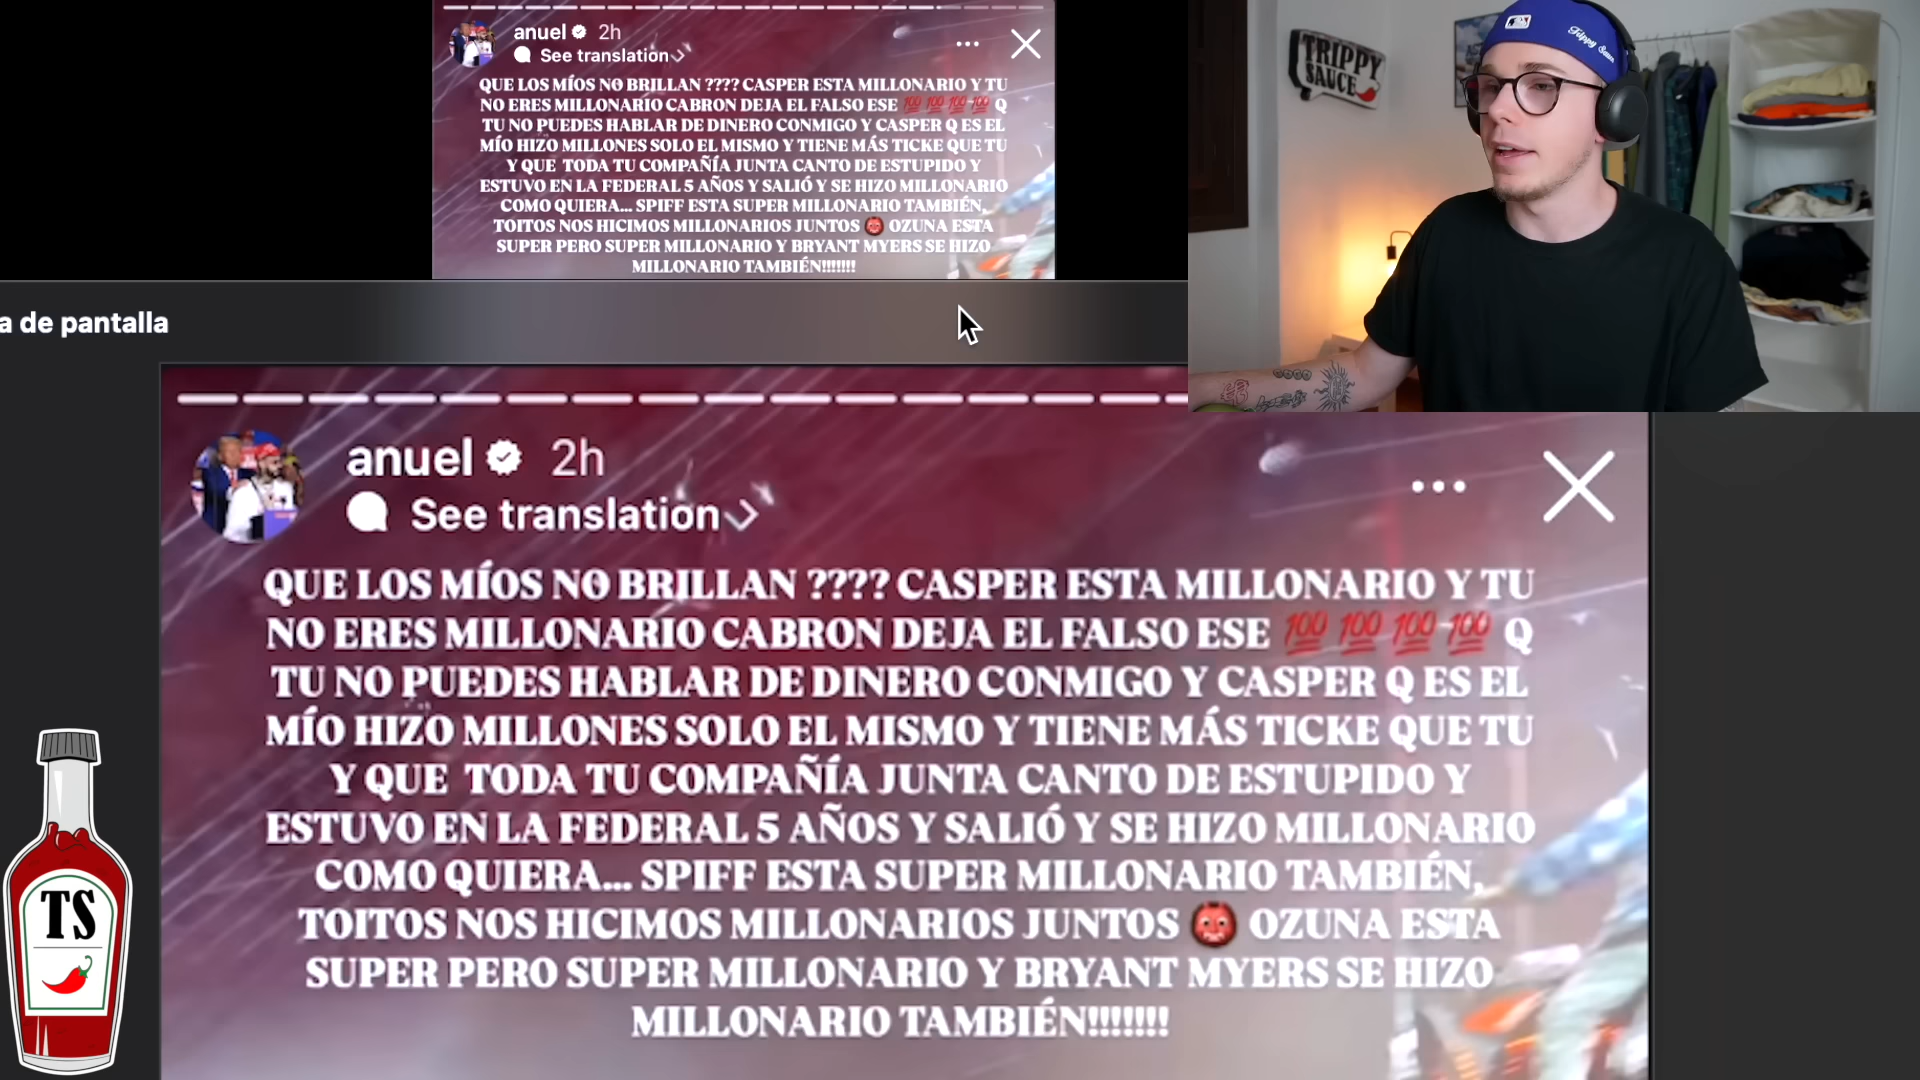 anuel 2h
See translation
QUE LOS MÍOS NO BRILLAN ???? CASPER ESTA MILLONARIO Y TU
NO ERES MILLONARIO CABRON DEJA EL FALSO ESE 💯 💯 💯 💯 Q
TU NO PUEDES HABLAR DE DINERO CONMIGO Y CASPER Q ES EL
MÍO HIZO MILLONES SOLO EL MISMO Y TIENE MÁS TICKE QUE TU
Y QUE TODA TU COMPAÑÍA JUNTA CANTO DE ESTUPIDO Y
ESTUVO EN LA FEDERAL 5 AÑOS Y SALIÓ Y SE HIZO MILLONARIO
COMO QUIERA... SPIFF ESTA SUPER MILLONARIO TAMBIÉN,
TOITOS NOS HICIMOS MILLONARIOS JUNTOS 👹 OZUNA ESTA
SUPER PERO SUPER MILLONARIO Y BRYANT MYERS SE HIZO
MILLONARIO TAMBIÉN!!!!!!!
TRIPPY
SAUCE
Trippy Sauce
a de pantalla
anuel 2h
See translation
QUE LOS MÍOS NO BRILLAN ???? CASPER ESTA MILLONARIO Y TU
NO ERES MILLONARIO CABRON DEJA EL FALSO ESE 💯 💯 💯 💯 Q
TU NO PUEDES HABLAR DE DINERO CONMIGO Y CASPER Q ES EL
MÍO HIZO MILLONES SOLO EL MISMO Y TIENE MÁS TICKE QUE TU
Y QUE TODA TU COMPAÑÍA JUNTA CANTO DE ESTUPIDO Y
ESTUVO EN LA FEDERAL 5 AÑOS Y SALIÓ Y SE HIZO MILLONARIO
COMO QUIERA... SPIFF ESTA SUPER MILLONARIO TAMBIÉN,
TOITOS NOS HICIMOS MILLONARIOS JUNTOS 👹 OZUNA ESTA
SUPER PERO SUPER MILLONARIO Y BRYANT MYERS SE HIZO
MILLONARIO TAMBIÉN!!!!!!!
TS